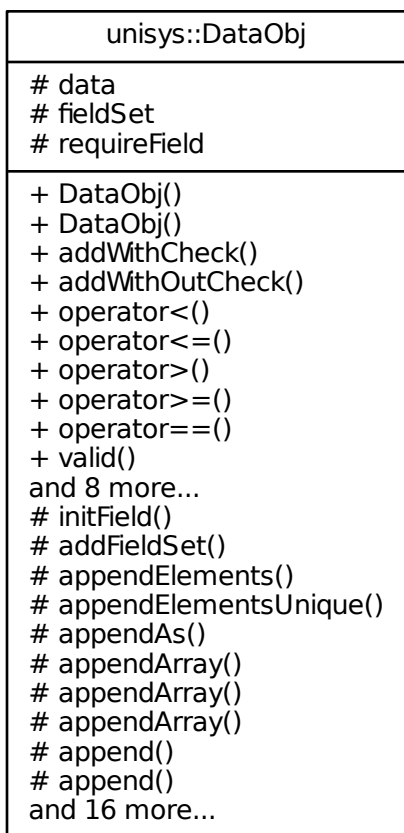 unisys::DataObj
# data
# fieldSet
# requireField
+ DataObj()
+ DataObj()
+ addWithCheck()
+ addWithOutCheck()
+ operator<()
+ operator<=()
+ operator>()
+ operator>=()
+ operator==()
+ valid()
and 8 more...
# initField()
# addFieldSet()
# appendElements()
# appendElementsUnique()
# appendAs()
# appendArray()
# appendArray()
# appendArray()
# append()
# append()
and 16 more...